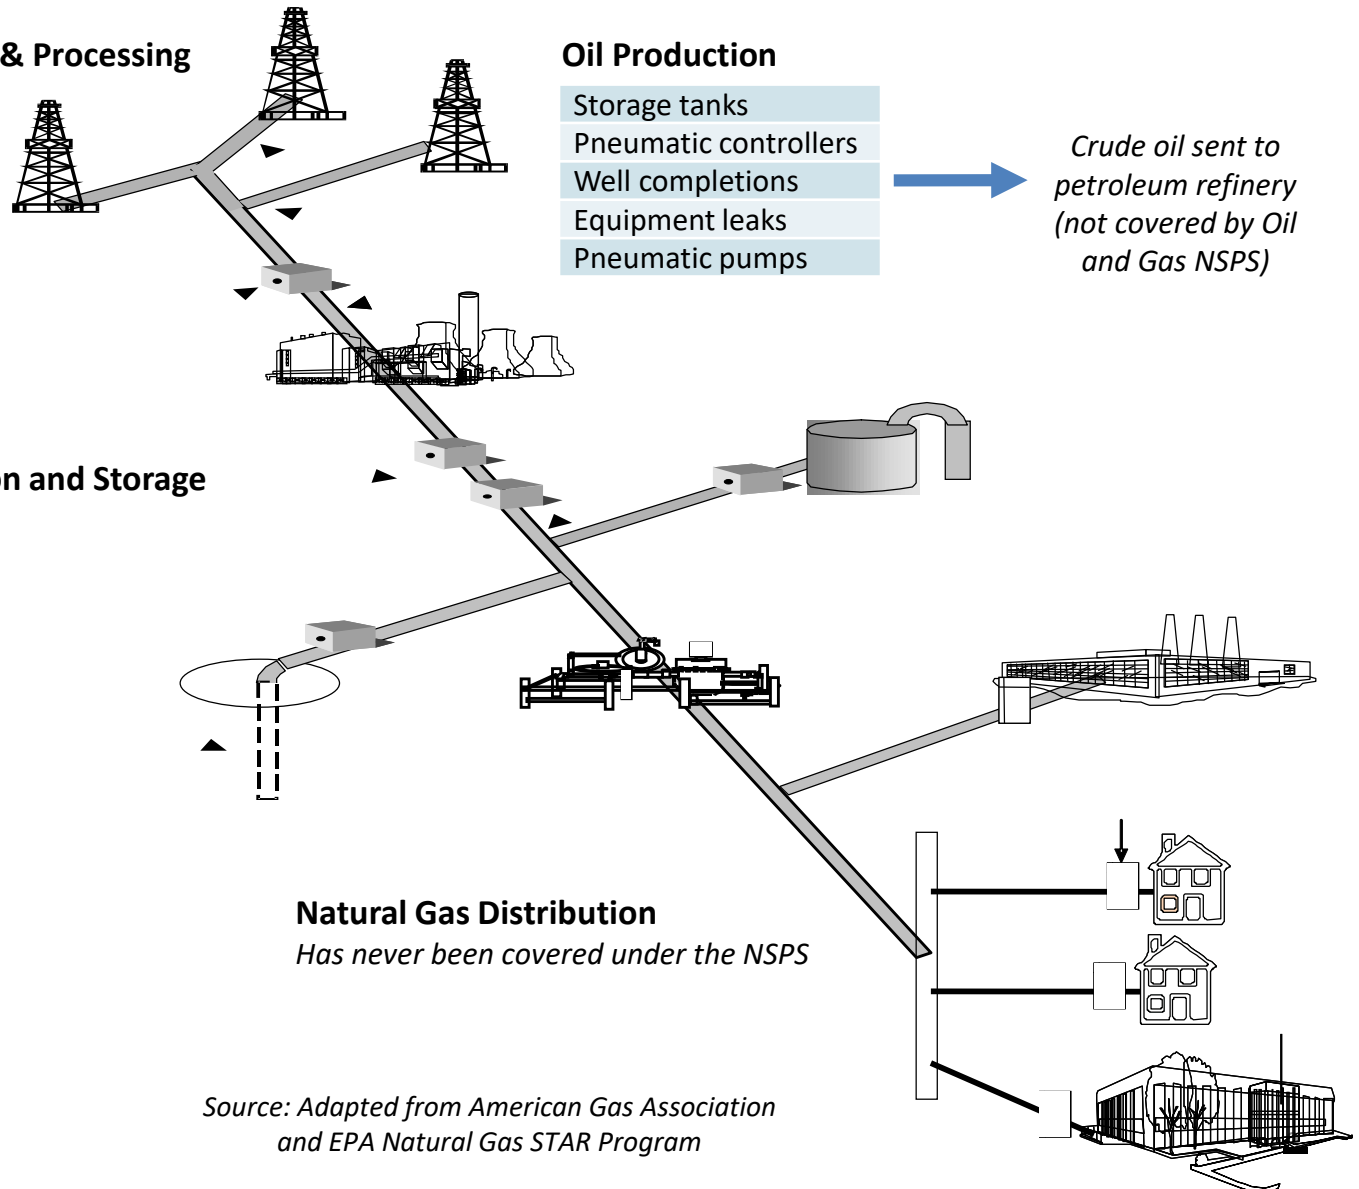 & Processing
Oil Production
Storage tanks
Pneumatic controllers
Well completions
Equipment leaks
Pneumatic pumps
Crude oil sent to
petroleum refinery
(not covered by Oil
and Gas NSPS)
and Storage
Natural Gas Distribution
Has never been covered under the NSPS
Source: Adapted from American Gas Association
and EPA Natural Gas STAR Program